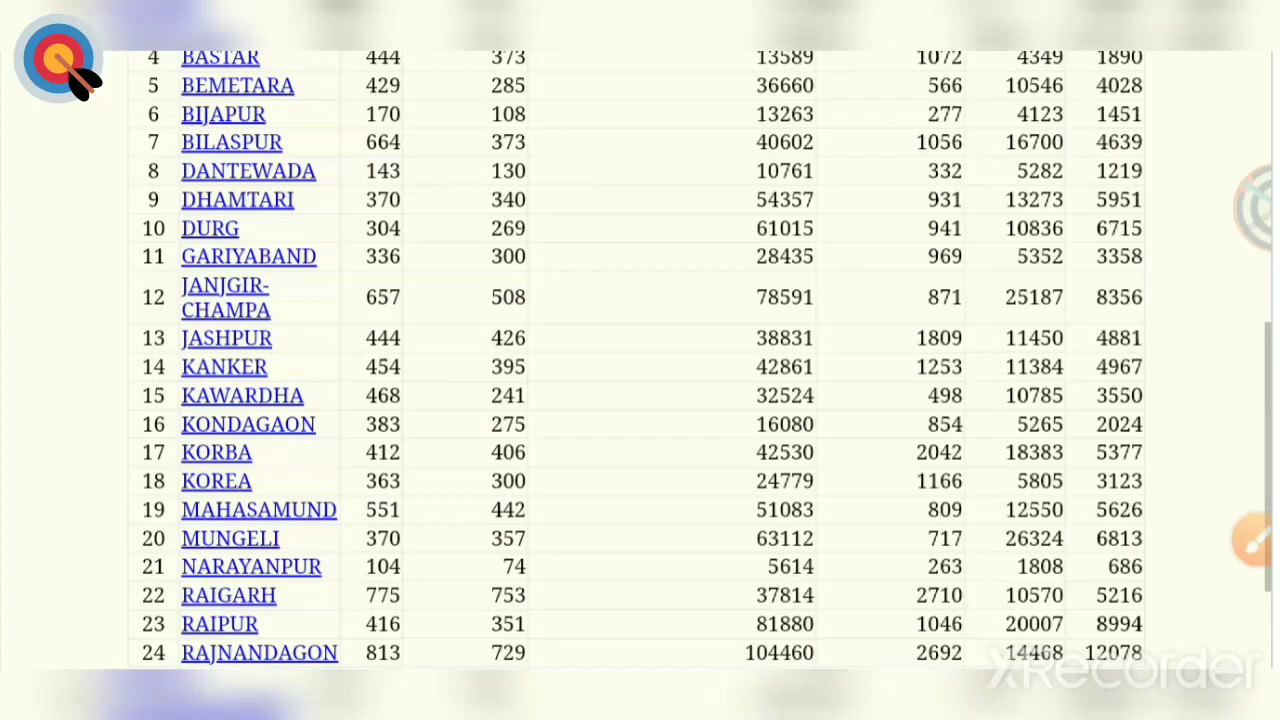 4 BASTAR 444 373 13589 1072 4349 1890
5 BEMETARA 429 285 36660 566 10546 4028
6 BIJAPUR 170 108 13263 277 4123 1451
7 BILASPUR 664 373 40602 1056 16700 4639
8 DANTEWADA 143 130 10761 332 5282 1219
9 DHAMTARI 370 340 54357 931 13273 5951
10 DURG 304 269 61015 941 10836 6715
11 GARIYABAND 336 300 28435 969 5352 3358
JANJGIR-
12 CHAMPA 657 508 78591 871 25187 8356
13 JASHPUR 444 426 38831 1809 11450 4881
14 KANKER 454 395 42861 1253 11384 4967
15 KAWARDHA 468 241 32524 498 10785 3550
16 KONDAGAON 383 275 16080 854 5265 2024
17 KORBA 412 406 42530 2042 18383 5377
18 KOREA 363 300 24779 1166 5805 3123
19 MAHASAMUND 551 442 51083 809 12550 5626
20 MUNGELI 370 357 63112 717 26324 6813
21 NARAYANPUR 104 74 5614 263 1808 686
22 RAIGARH 775 753 37814 2710 10570 5216
23 RAIPUR 416 351 81880 1046 20007 8994
24 RAJNANDAGON 813 729 104460 2692 14468 12078
XRecorder